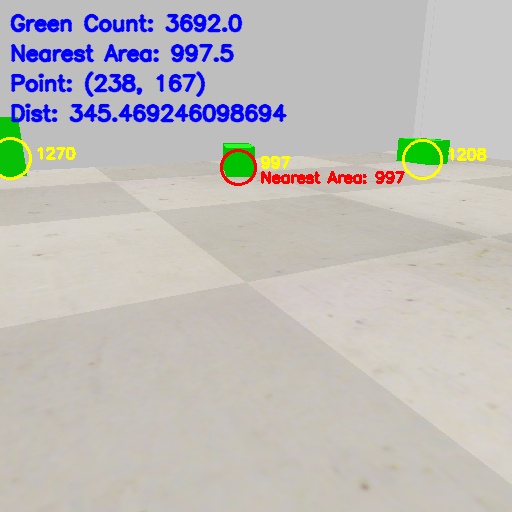 Green Count: 3692.0
Nearest Area: 997.5
Point: (238, 167)
Dist: 345.469246098694
1270
997
1208
Nearest Area: 997